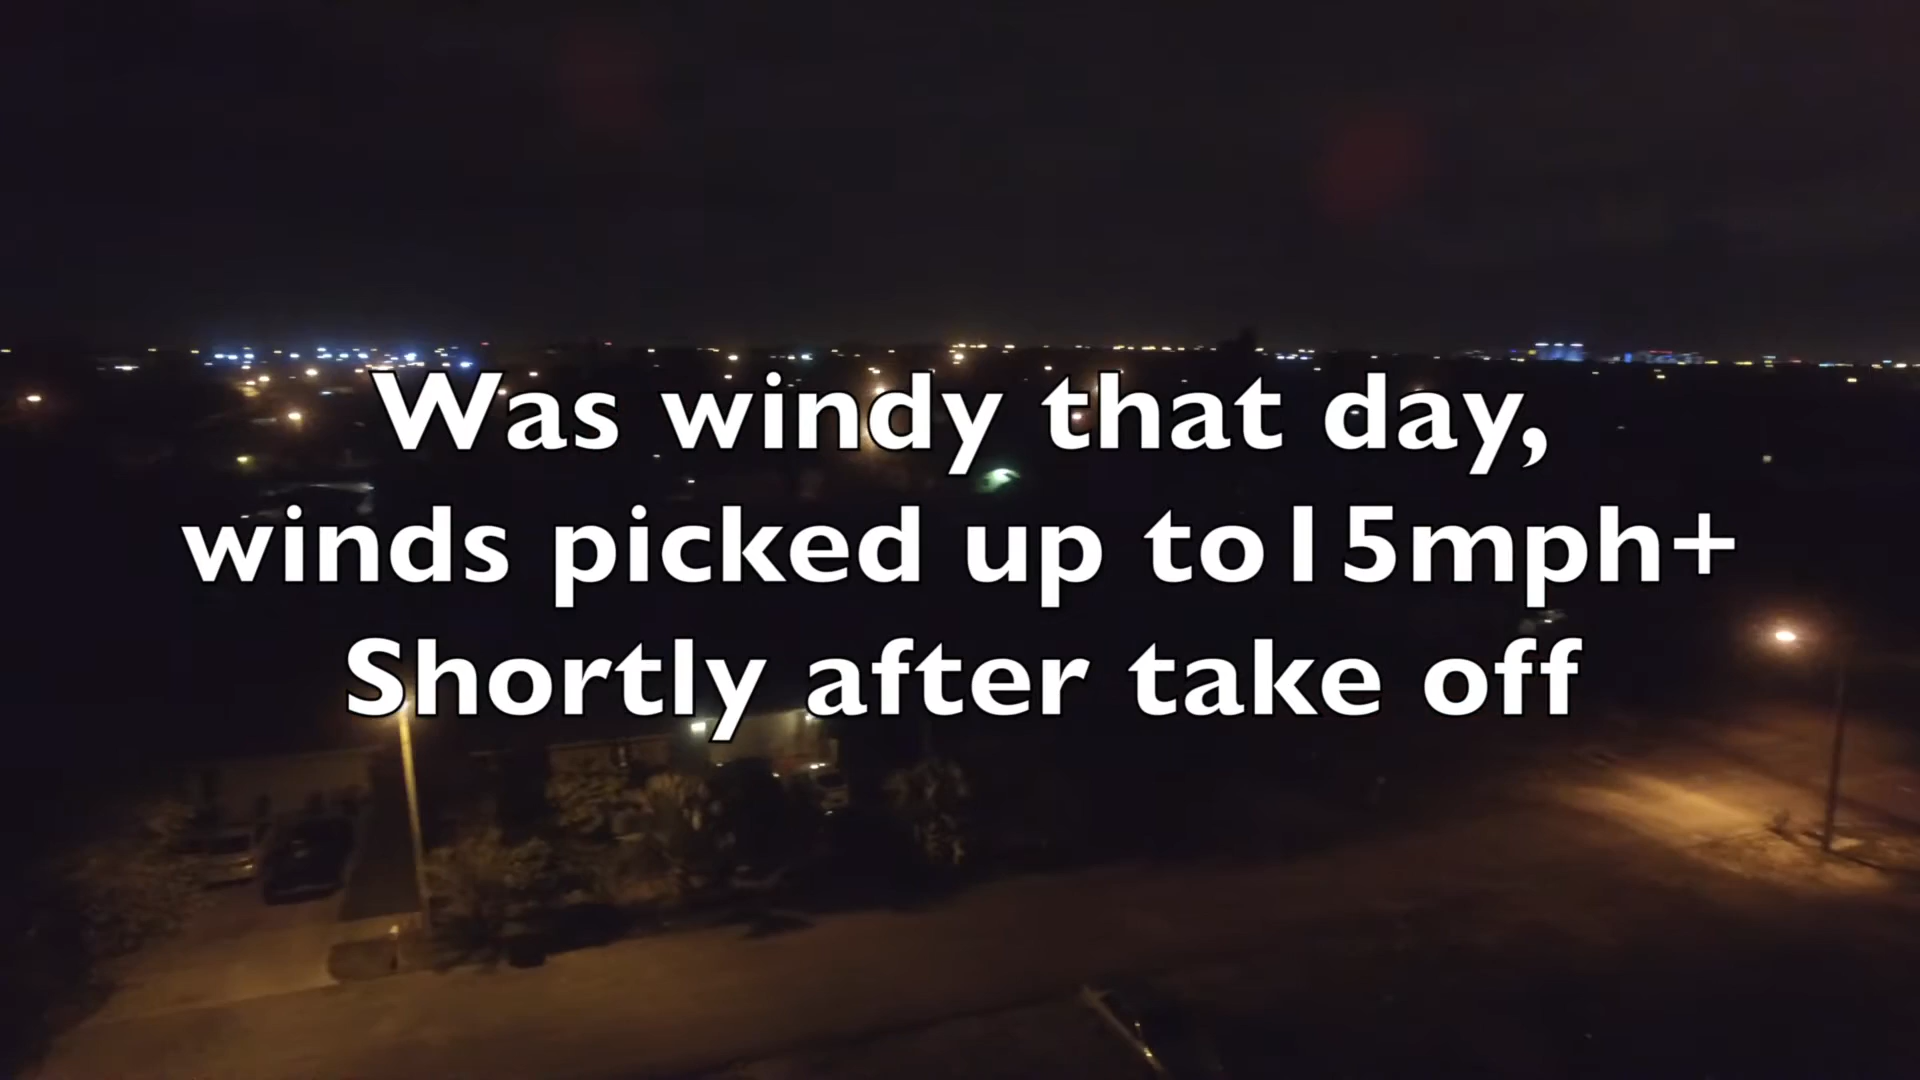 Was windy that day,
winds picked up to15mph+
Shortly after take off